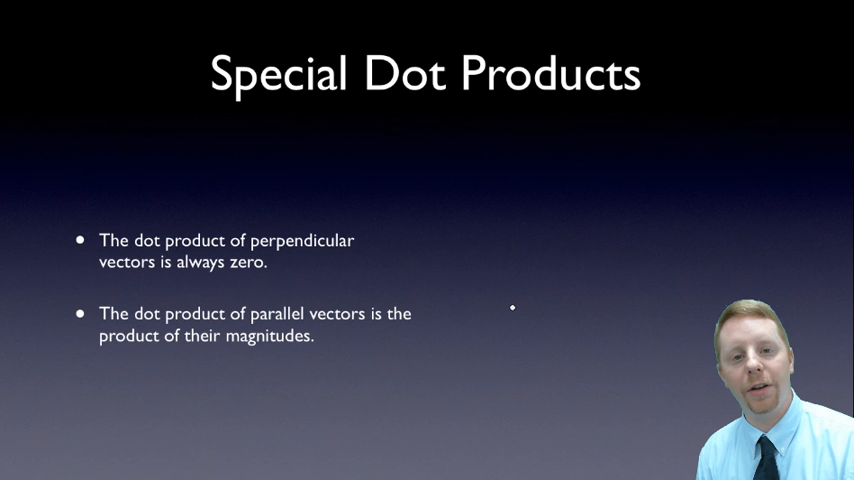 Special Dot Products
• The dot product of perpendicular
vectors is always zero.
• The dot product of parallel vectors is the
product of their magnitudes.